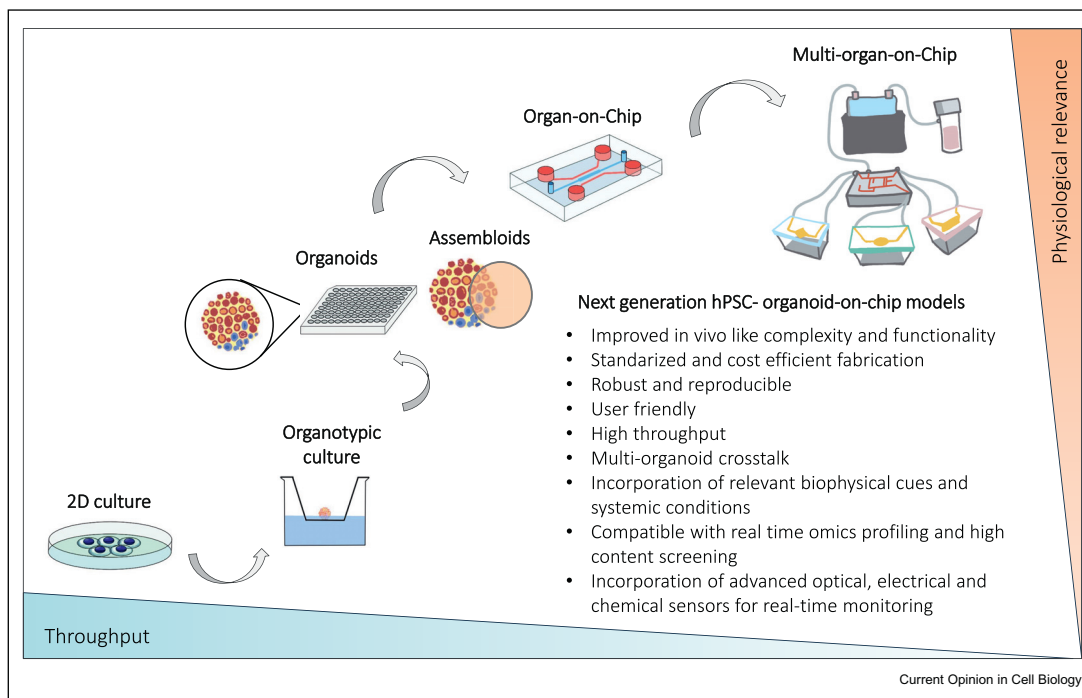 Multi-organ-on-Chip
Physiological relevance
Organ-on-Chip
Assembloids
Organoids
Next generation hPSC- organoid-on-chip models
• Improved in vivo like complexity and functionality
• Standarized and cost efficient fabrication
• Robust and reproducible
• User friendly
• High throughput
• Multi-organoid crosstalk
• Incorporation of relevant biophysical cues and
systemic conditions
• Compatible with real time omics profiling and high
content screening
• Incorporation of advanced optical, electrical and
chemical sensors for real-time monitoring
Organotypic
culture
2D culture
Throughput
Current Opinion in Cell Biology